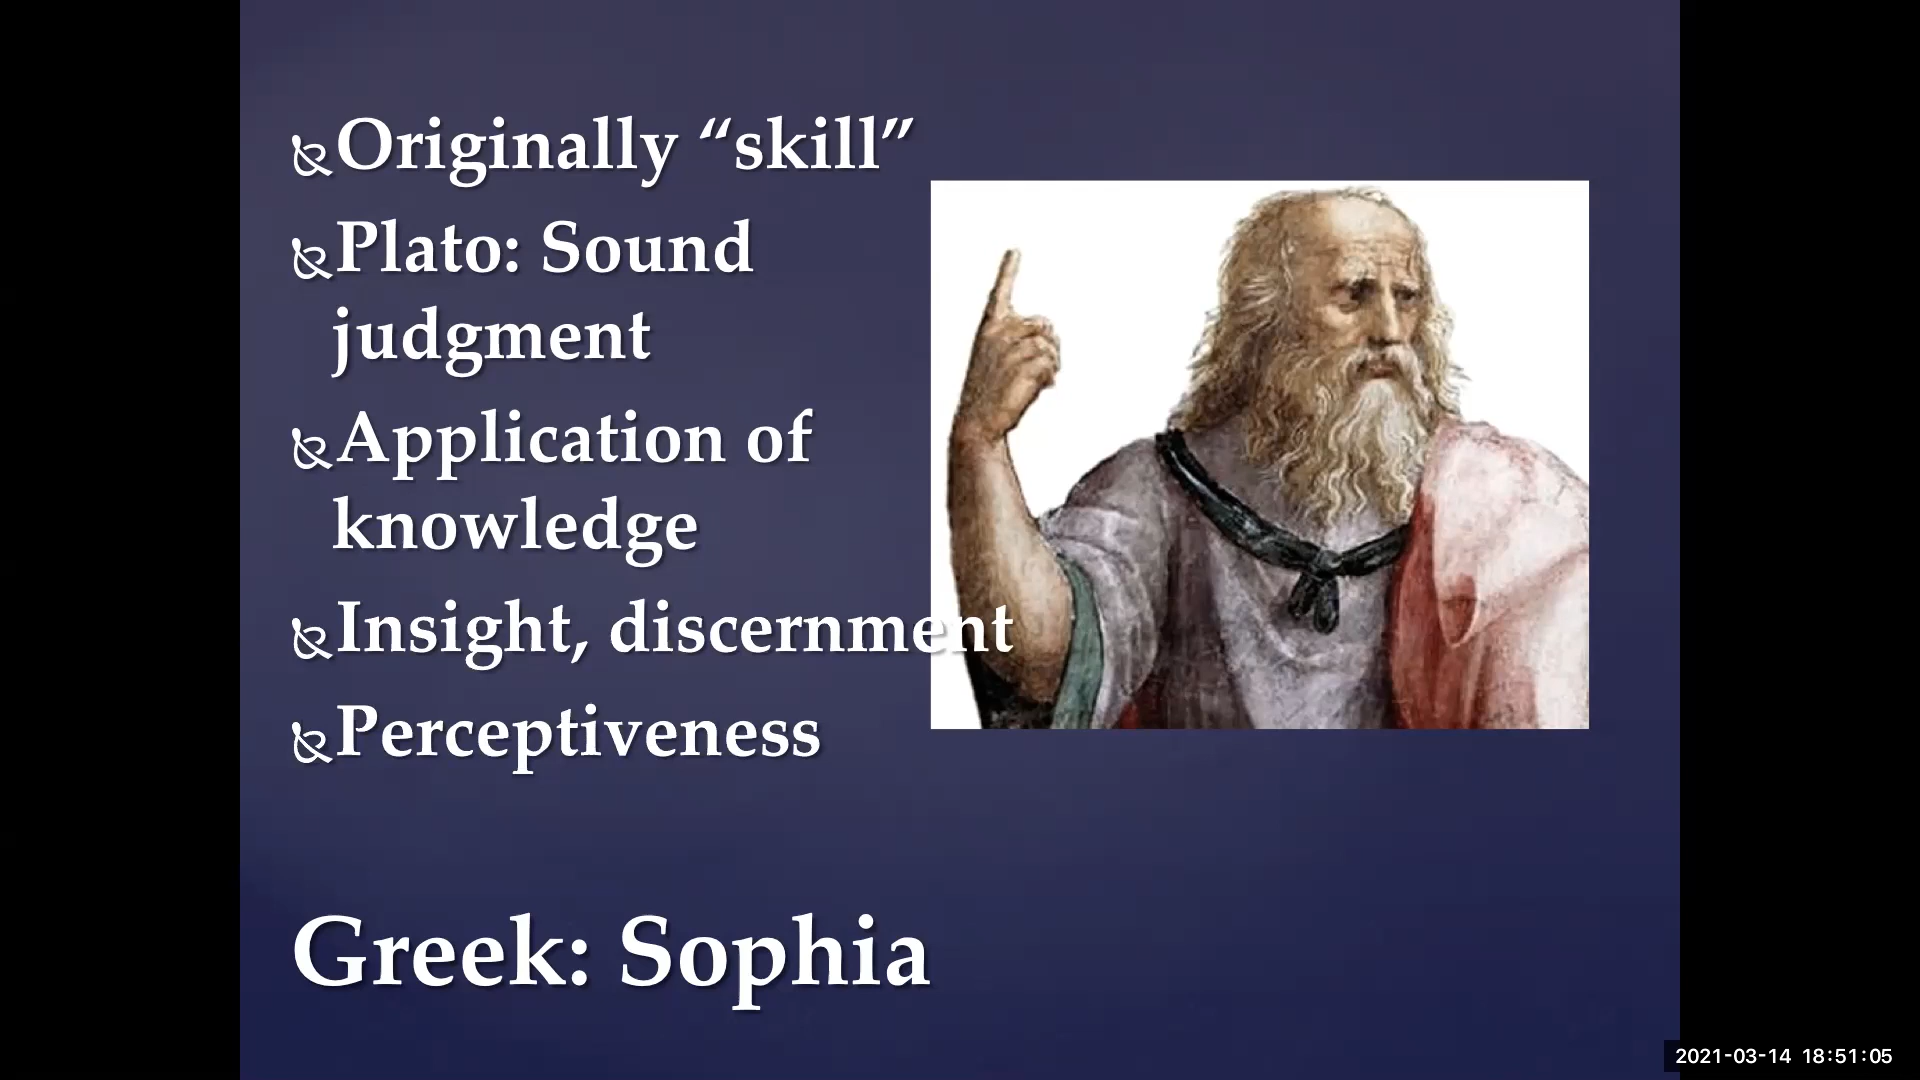 Originally “skill”
Plato: Sound
judgment
Application of
knowledge
Insight, discernment
Perceptiveness
Greek: Sophia
2021-03-14 18:51:05